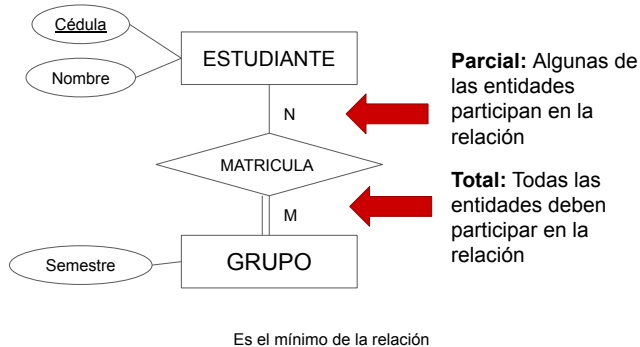 Cédula
Nombre
ESTUDIANTE
N
MATRICULA
M
Semestre
GRUPO
Parcial: Algunas de
las entidades
participan en la
relación
Total: Todas las
entidades deben
participar en la
relación
Es el mínimo de la relación